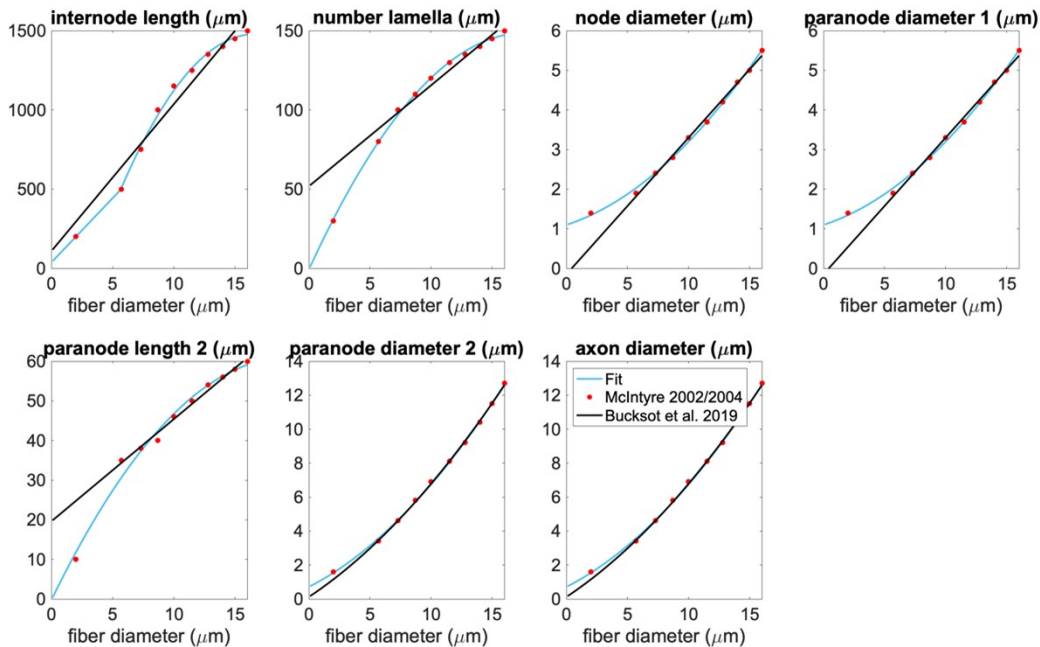 internode length (μm)
number lamella (μm)
node diameter (μm)
paranode diameter 1 (μm)
1500
1000
500
0
0 5 10 15
fiber diameter (μm)
150
100
50
0
0 5 10 15
fiber diameter (μm)
6
5
4
3
2
1
0
0 5 10 15
fiber diameter (μm)
6
5
4
3
2
1
0
0 5 10 15
fiber diameter (μm)
paranode length 2 (μm)
paranode diameter 2 (μm)
axon diameter (μm)
60
50
40
30
20
10
0
0 5 10 15
fiber diameter (μm)
14
12
10
8
6
4
2
0
0 5 10 15
fiber diameter (μm)
14
12
10
8
6
4
2
0
0 5 10 15
fiber diameter (μm)
Fit
McIntyre 2002/2004
Bucksot et al. 2019